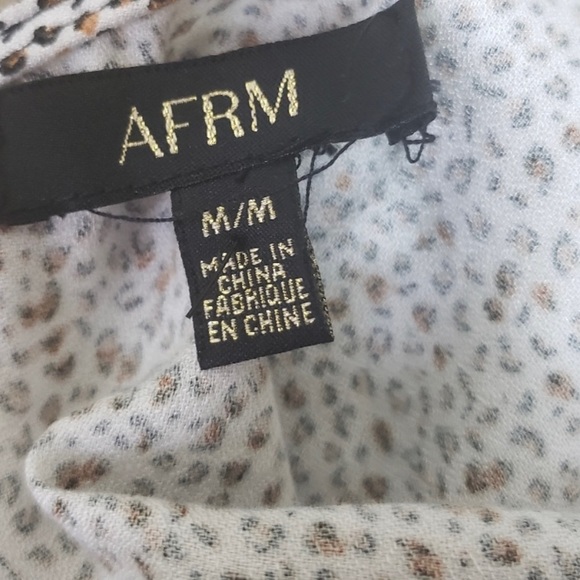 AFRM
M/M
MADE IN
CHINA
FABRIQUE
EN CHINE